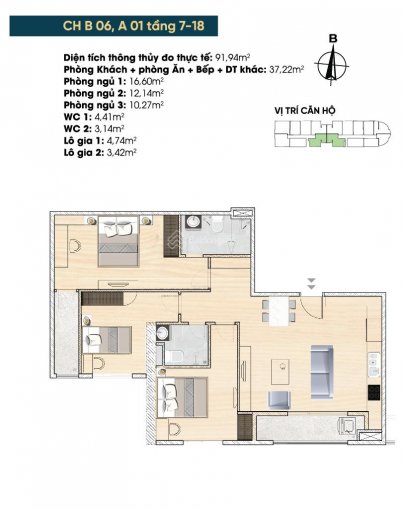 CH B 06, A 01 tầng 7-18
Diện tích thông thủy đo thực tế: 91,94m²
Phòng Khách + phòng Ăn + Bếp + DT khác: 37,22m²
Phòng ngủ 1: 16,60m²
Phòng ngủ 2: 12,14m²
Phòng ngủ 3: 10,27m²
WC 1: 4,41m²
WC 2: 3,14m²
Lô gia 1: 4,74m²
Lô gia 2: 3,42m²
B
VỊ TRÍ CĂN HỘ